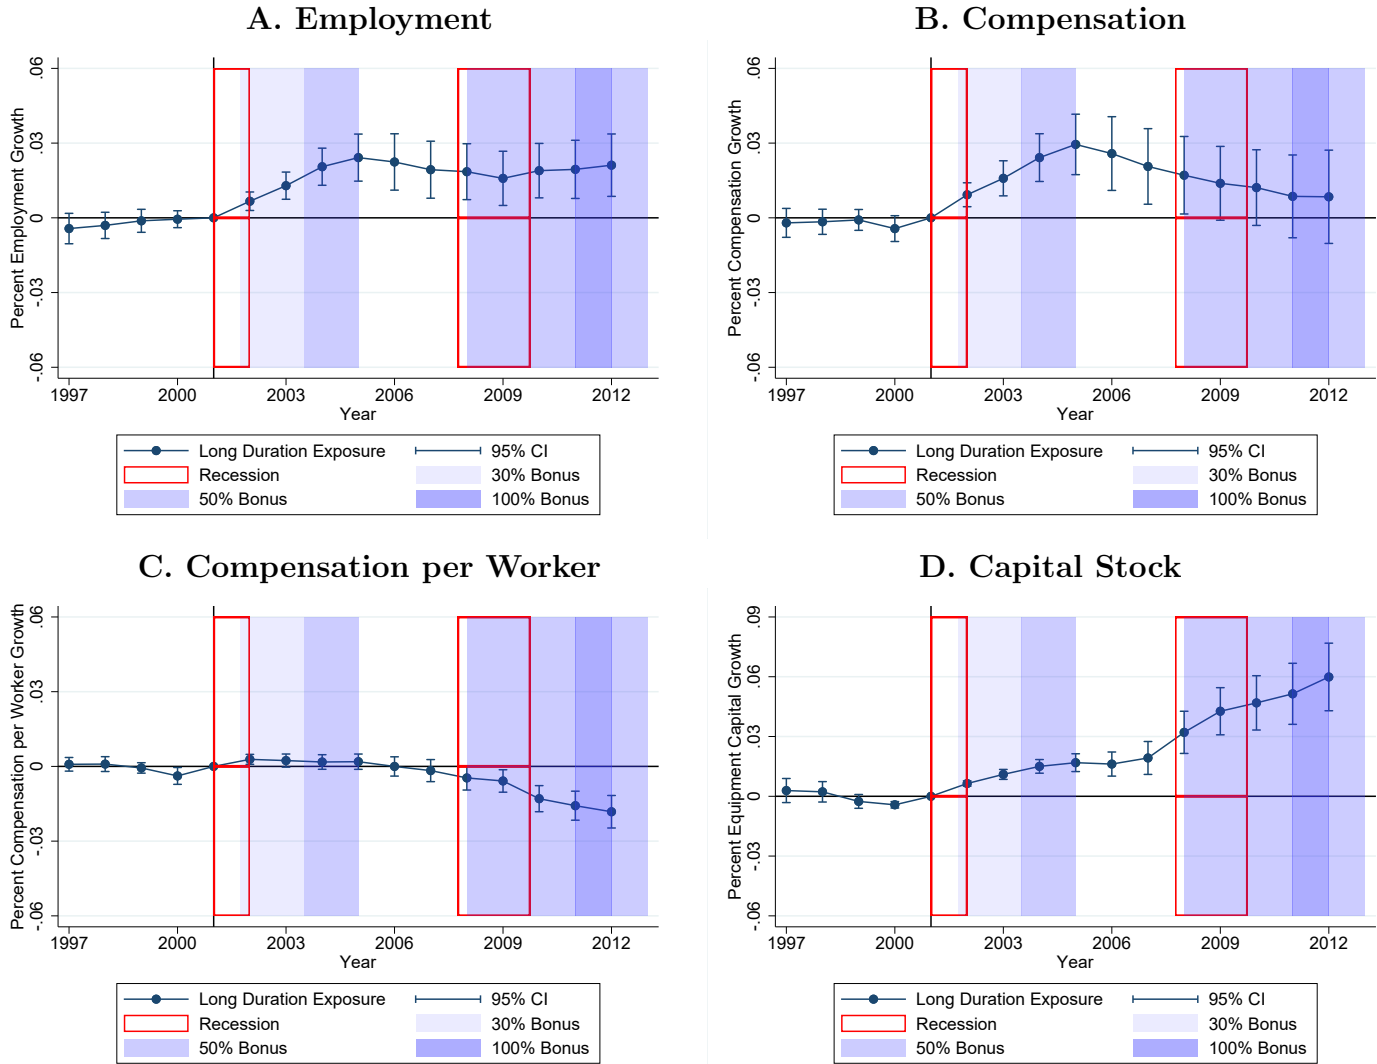 A. Employment
Percent Employment Growth
.06
.03
0
-.03
-.06
1997 2000 2003 2006 2009 2012
Year
Long Duration Exposure 95% CI
Recession 30% Bonus
50% Bonus 100% Bonus
B. Compensation
Percent Compensation Growth
.06
.03
0
-.03
-.06
1997 2000 2003 2006 2009 2012
Year
Long Duration Exposure 95% CI
Recession 30% Bonus
50% Bonus 100% Bonus
C. Compensation per Worker
Percent Compensation per Worker Growth
.06
.03
0
-.03
-.06
1997 2000 2003 2006 2009 2012
Year
Long Duration Exposure 95% CI
Recession 30% Bonus
50% Bonus 100% Bonus
D. Capital Stock
Percent Equipment Capital Growth
.09
.06
.03
0
-.03
-.06
1997 2000 2003 2006 2009 2012
Year
Long Duration Exposure 95% CI
Recession 30% Bonus
50% Bonus 100% Bonus